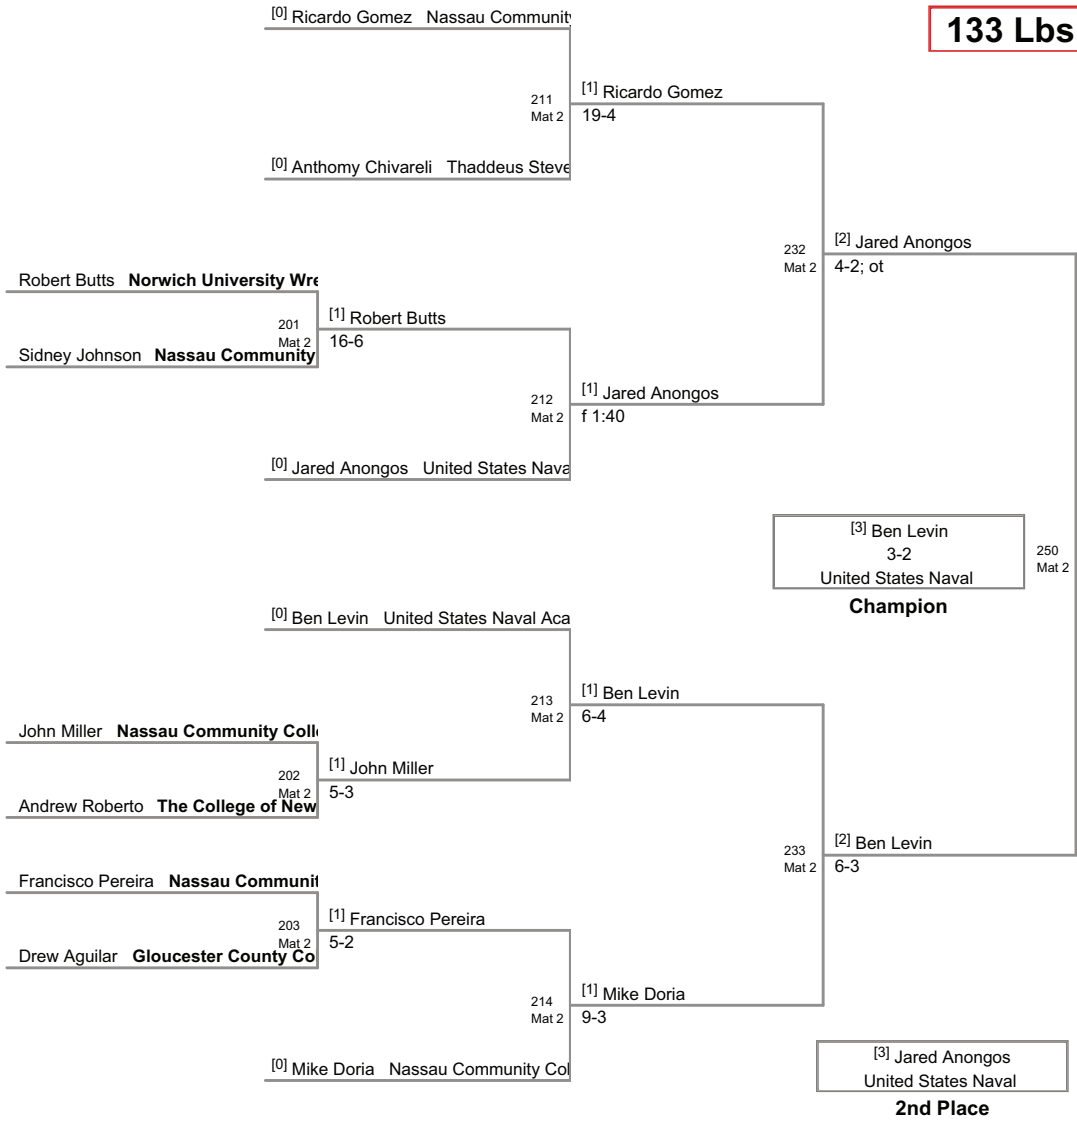 [0] Ricardo Gomez Nassau Community
133 Lbs
[1] Ricardo Gomez
211
Mat 2
19-4
[0] Anthomy Chivareli Thaddeus Steve
[2] Jared Anongos
232
Mat 2
4-2; ot
Robert Butts Norwich University Wre
[1] Robert Butts
201
Mat 2
16-6
Sidney Johnson Nassau Community
[1] Jared Anongos
212
Mat 2
f 1:40
[0] Jared Anongos United States Nava
[3] Ben Levin
3-2
United States Naval
Champion
250
Mat 2
[0] Ben Levin United States Naval Aca
[1] Ben Levin
213
Mat 2
6-4
John Miller Nassau Community Coll
[1] John Miller
202
Mat 2
5-3
Andrew Roberto The College of New
[2] Ben Levin
233
Mat 2
6-3
Francisco Pereira Nassau Communit
[1] Francisco Pereira
203
Mat 2
5-2
Drew Aguilar Gloucester County Co
[1] Mike Doria
214
Mat 2
9-3
[0] Mike Doria Nassau Community Col
[3] Jared Anongos
United States Naval
2nd Place